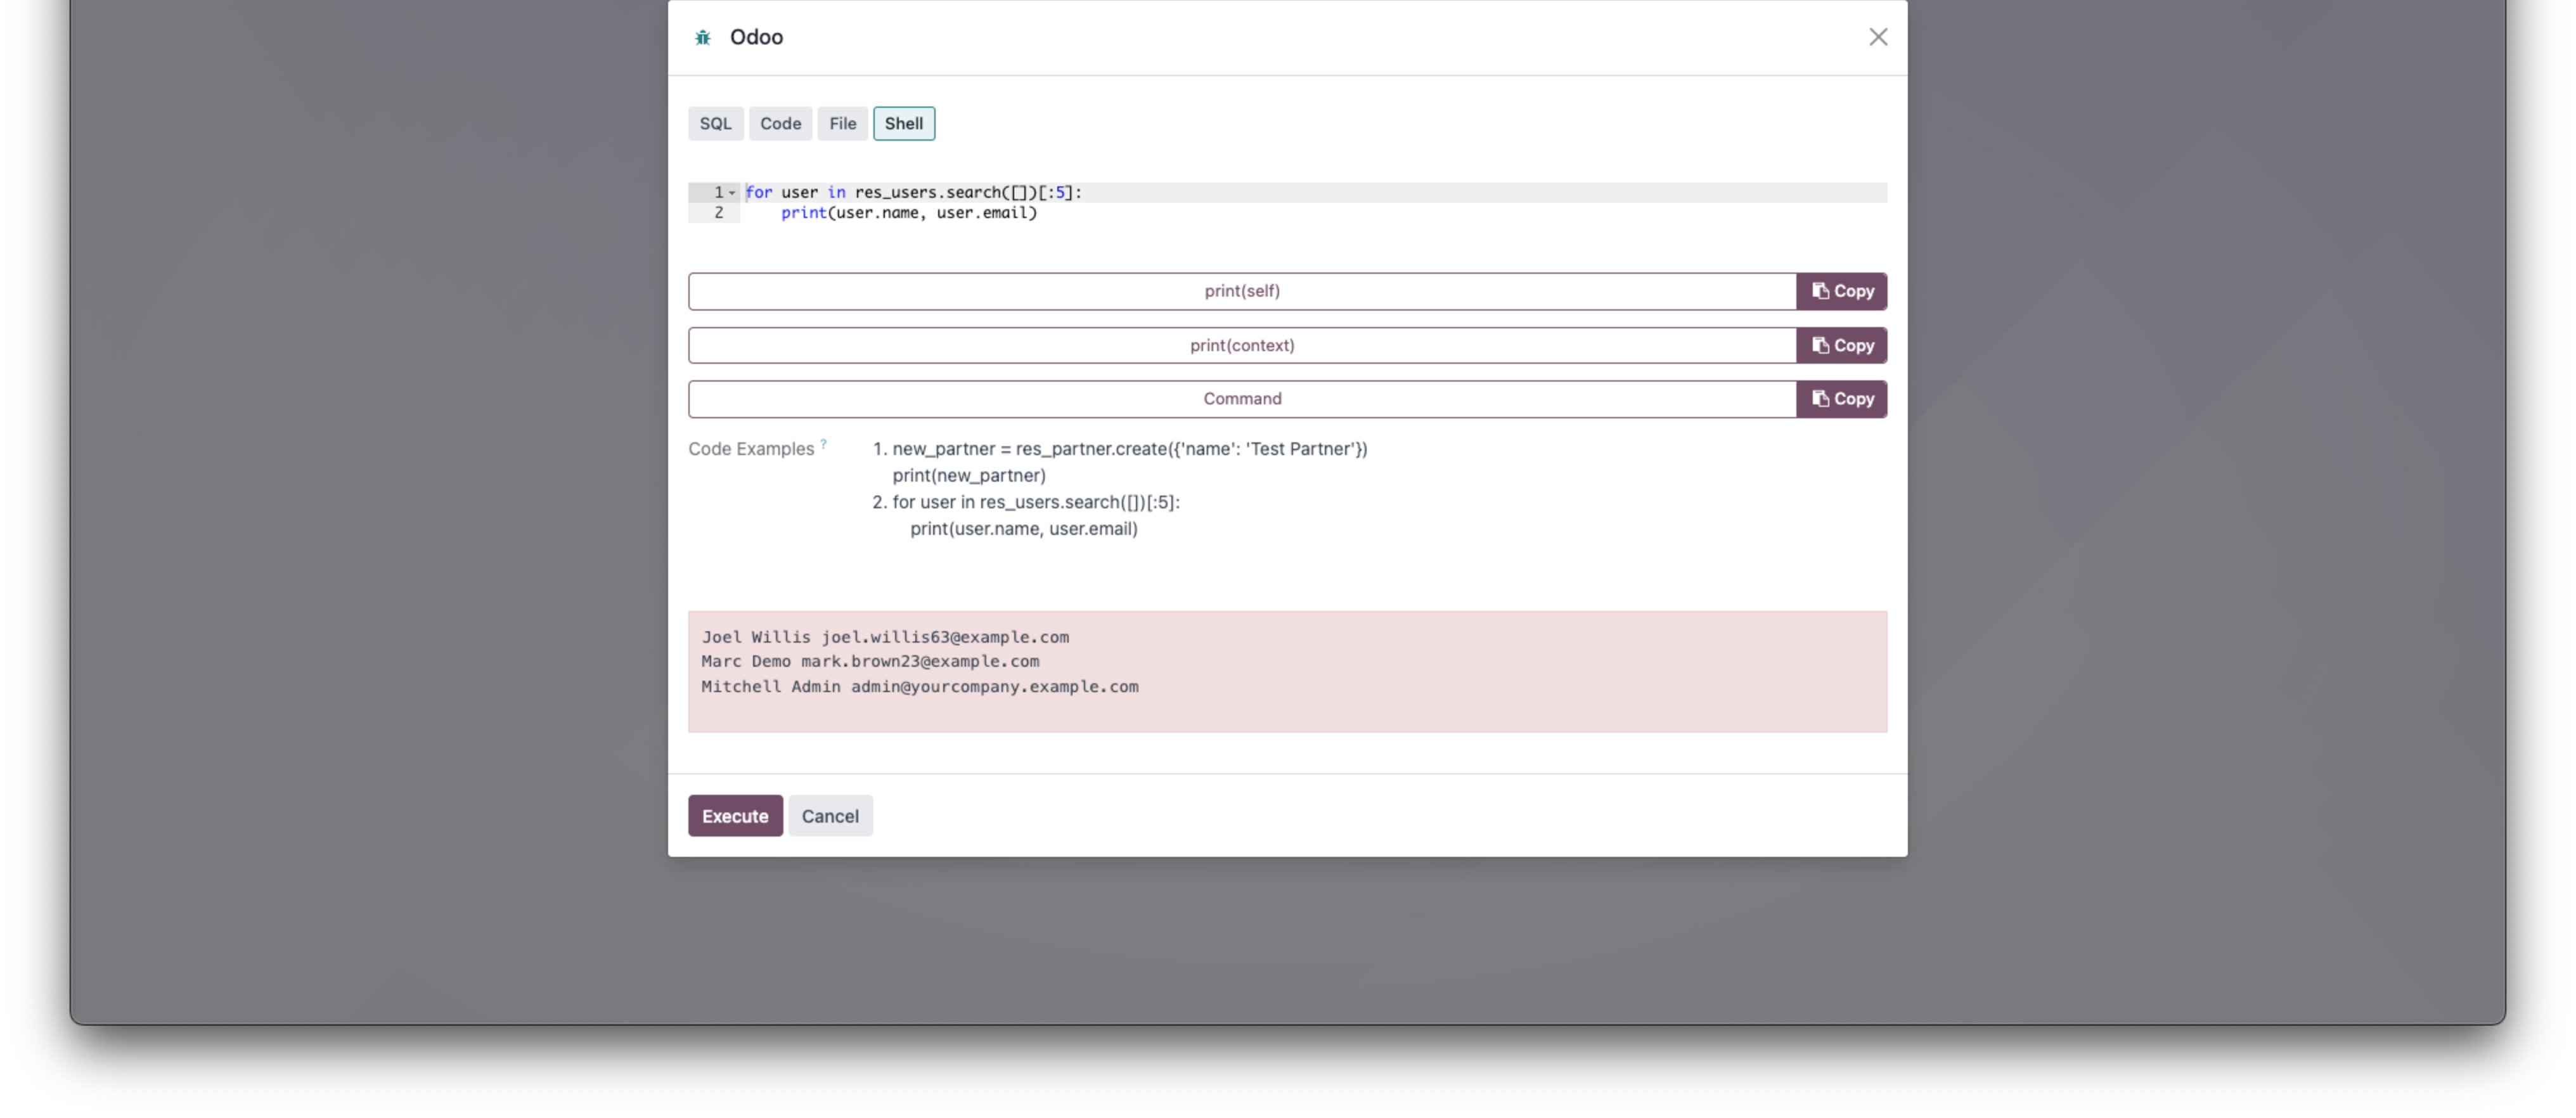 Odoo
SQL Code File Shell
1 for user in res_users.search([])[:5]:
2     print(user.name, user.email)
print(self) Copy
print(context) Copy
Command Copy
Code Examples ? 1. new_partner = res_partner.create({'name': 'Test Partner'})
print(new_partner)
2. for user in res_users.search([])[:5]:
print(user.name, user.email)
Joel Willis joel.willis63@example.com
Marc Demo mark.brown23@example.com
Mitchell Admin admin@yourcompany.example.com
Execute Cancel